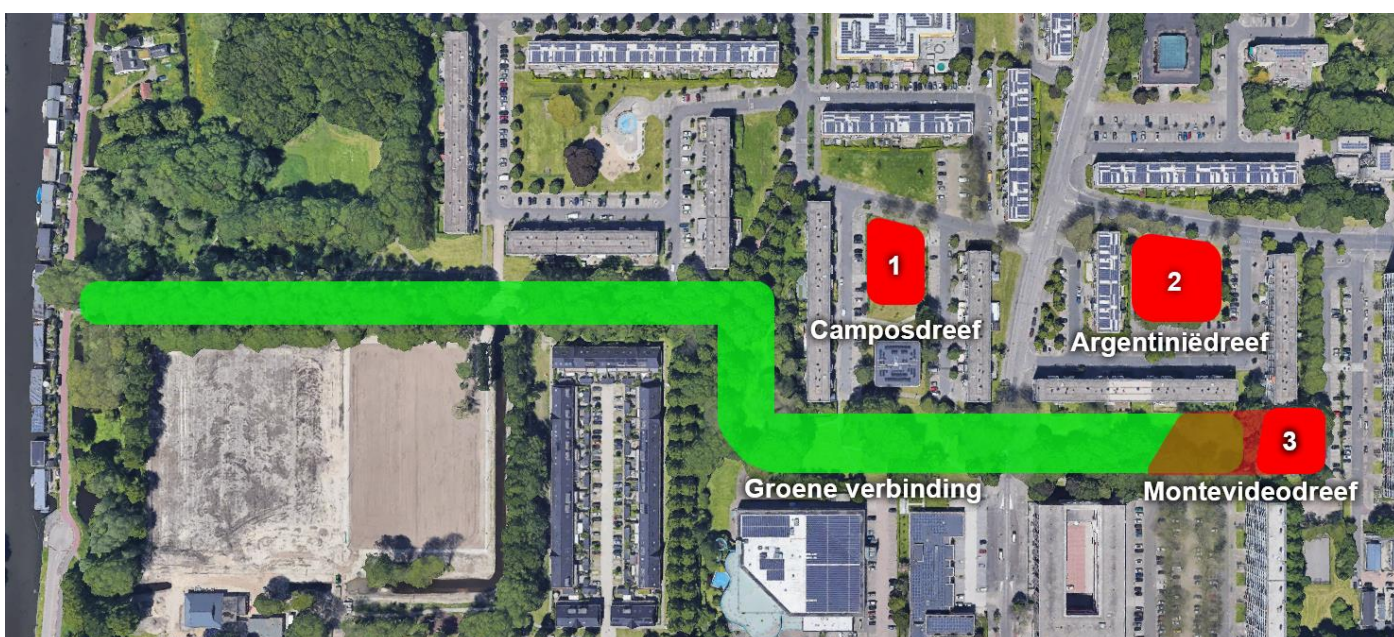 1
2
Camposdreef
Argentiniëdreef
3
Groene verbinding
Montevideodreef